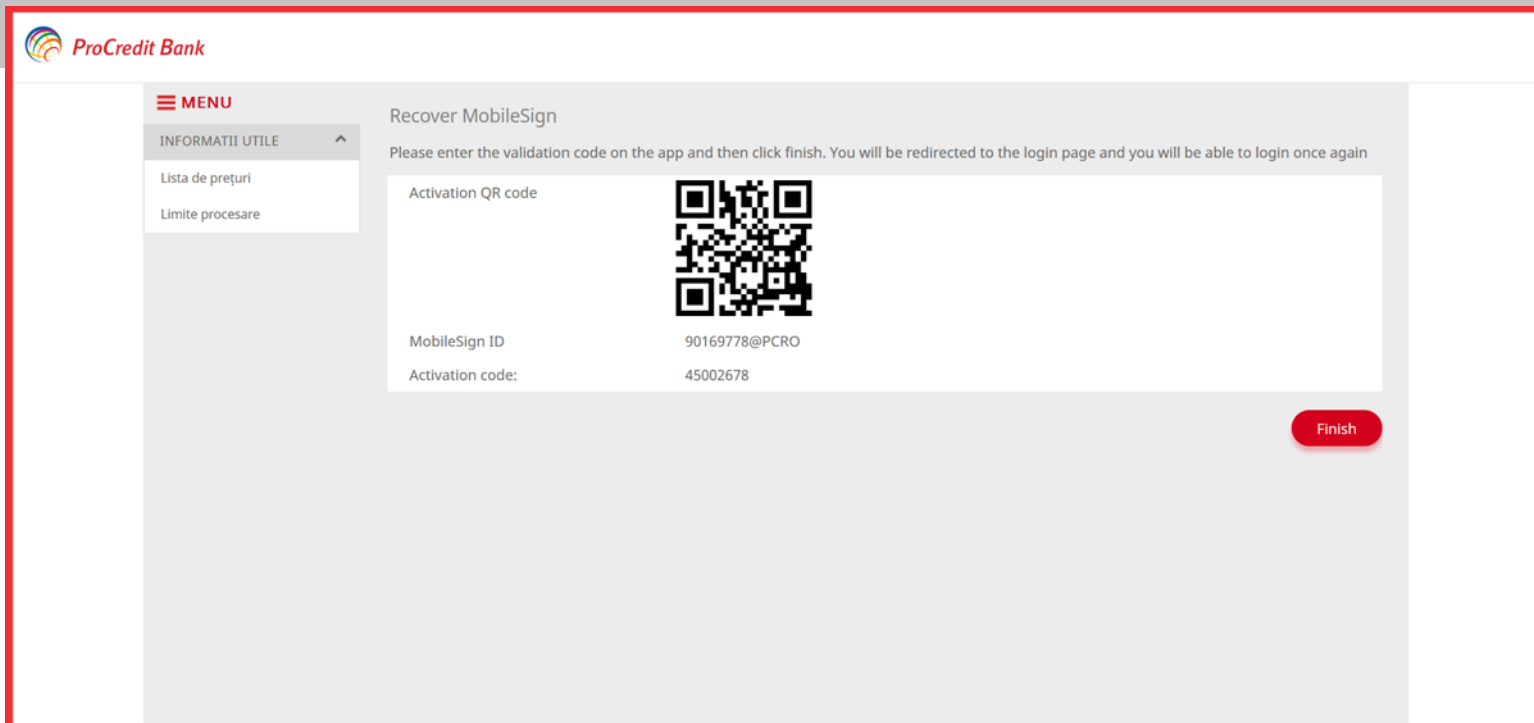 ProCredit Bank
MENU
INFORMATII UTILE
Lista de prețuri
Limite procesare
Recover MobileSign
Please enter the validation code on the app and then click finish. You will be redirected to the login page and you will be able to login once again
Activation QR code
MobileSign ID 90169778@PCRO
Activation code: 45002678
Finish